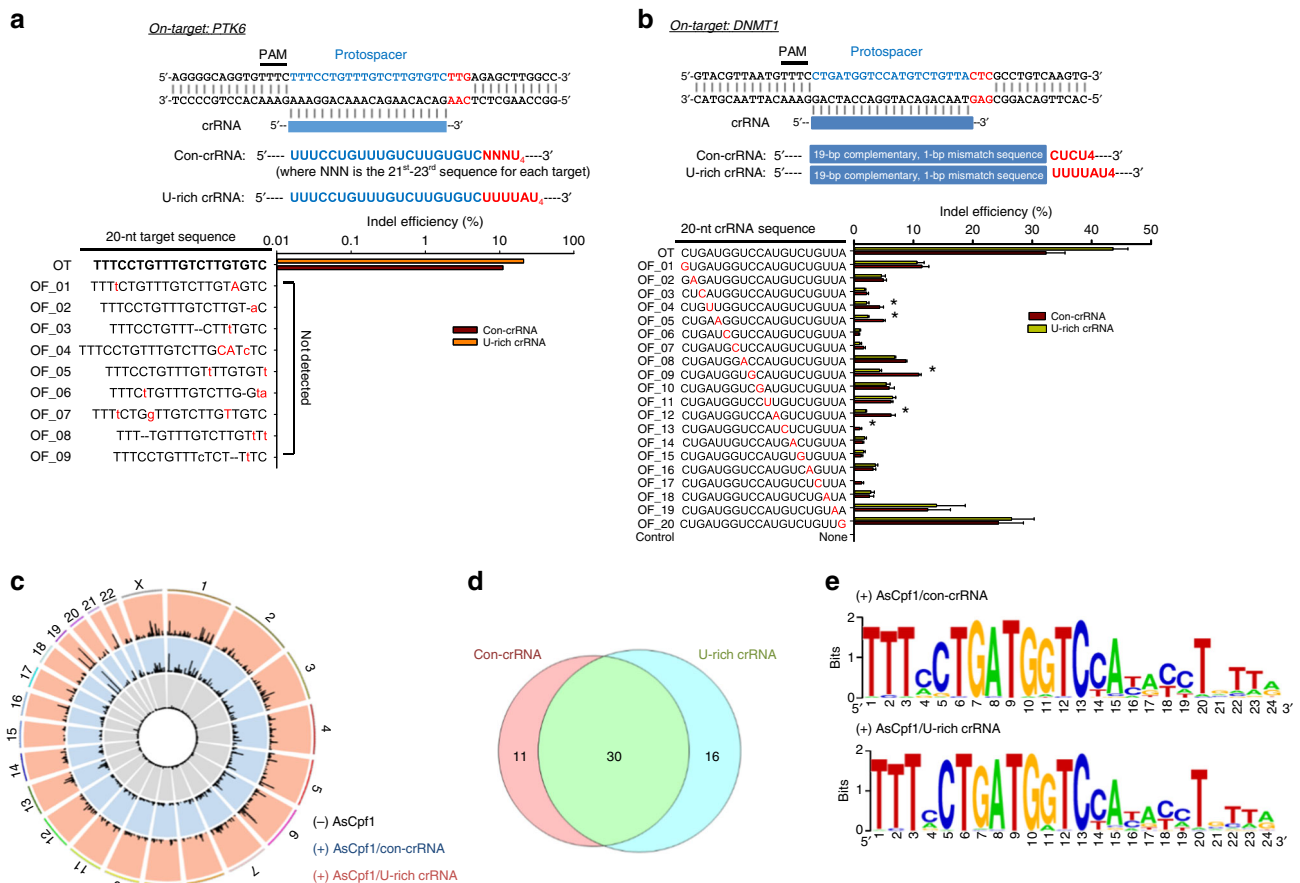 a
On-target: PTK6
PAM
Protospacer
5′-AGGGGCAGGTGTTTCTTTCCTGTTTGTCTTGTGTCTTGAGAGCTTGGCC-3′
3′-TCCCCGTCCACAAAGAAAGGACAAACAGAACACAGAACTCTCGAACCGG-5′
crRNA 5′-- --3′
Con-crRNA: 5′---- UUUCCUGUUUGUCUUGUGUCNNNU4----3′
(where NNN is the 21st-23rd sequence for each target)
U-rich crRNA: 5′---- UUUCCUGUUUGUCUUGUGUCUUUUAU4----3′
Indel efficiency (%)
20-nt target sequence
0.01 0.1 1 10 100
OT TTTCCTGTTTGTCTTGTGTC
OF_01 TTTtCTGTTTGTCTTGTAGTC
OF_02 TTTCCTGTTTGTCTTGT-aC
OF_03 TTTCCTGTTT--CTTtTGTC
OF_04 TTTCCTGTTTGTCTTGCATcTC
OF_05 TTTCCTGTTTGTtTTGTGTt
OF_06 TTTCtTGTTTGTCTTG-Gta
OF_07 TTTtCTGgTTGTCTTGTTGTC
OF_08 TTT--TGTTTGTCTTGTtTt
OF_09 TTTCCTGTTTcTCT--TtTC
Not detected
Con-crRNA
U-rich crRNA
b
On-target: DNMT1
PAM
Protospacer
5′-GTACGTTAATGTTTCCTGATGGTCCATGTCTGTTACTCGCCTGTCAAGTG-3′
3′-CATGCAATTACAAAGGACTACCAGGTACAGACAATGAGCGGACAGTTCAC-5′
crRNA 5′-- --3′
Con-crRNA: 5′---- 19-bp complementary, 1-bp mismatch sequence CUCU4----3′
U-rich crRNA: 5′---- 19-bp complementary, 1-bp mismatch sequence UUUUAU4----3′
Indel efficiency (%)
20-nt crRNA sequence
0 10 20 30 40 50
OT CUGAUGGUCCAUGUCUGUUA
OF_01 GUGAUGGUCCAUGUCUGUUA
OF_02 CAGAUGGUCCAUGUCUGUUA
OF_03 CUCAUGGUCCAUGUCUGUUA
OF_04 CUGUUGGUCCAUGUCUGUUA *
OF_05 CUGAAGGUCCAUGUCUGUUA *
OF_06 CUGAUCGUCCAUGUCUGUUA
OF_07 CUGAUGCUCCAUGUCUGUUA
OF_08 CUGAUGGACCAUGUCUGUUA
OF_09 CUGAUGGUGCAUGUCUGUUA *
OF_10 CUGAUGGUCGAUGUCUGUUA
OF_11 CUGAUGGUCCUUGUCUGUUA
OF_12 CUGAUGGUCCAAGUCUGUUA *
OF_13 CUGAUGGUCCAUCUCUGUUA *
OF_14 CUGAUUGUCCAUGACUGUUA
OF_15 CUGAUGGUCCAUGUGUGUUA
OF_16 CUGAUGGUCCAUGUCAGUUA
OF_17 CUGAUGGUCCAUGUCUCUUA
OF_18 CUGAUGGUCCAUGUCUGAUA
OF_19 CUGAUGGUCCAUGUCUGUAA
OF_20 CUGAUGGUCCAUGUCUGUUG
Control None
Con-crRNA
U-rich crRNA
c
X 1 2 3 4 5 6 7 11 12 13 14 15 16 17 18 19 20 21 22
(−) AsCpf1
(+) AsCpf1/con-crRNA
(+) AsCpf1/U-rich crRNA
d
Con-crRNA
U-rich crRNA
11 30 16
e
(+) AsCpf1/con-crRNA
Bits
2
1
0
5′ 1 2 3 4 5 6 7 8 9 10 11 12 13 14 15 16 17 18 19 20 21 22 23 24 3′
(+) AsCpf1/U-rich crRNA
Bits
2
1
0
5′ 1 2 3 4 5 6 7 8 9 10 11 12 13 14 15 16 17 18 19 20 21 22 23 24 3′